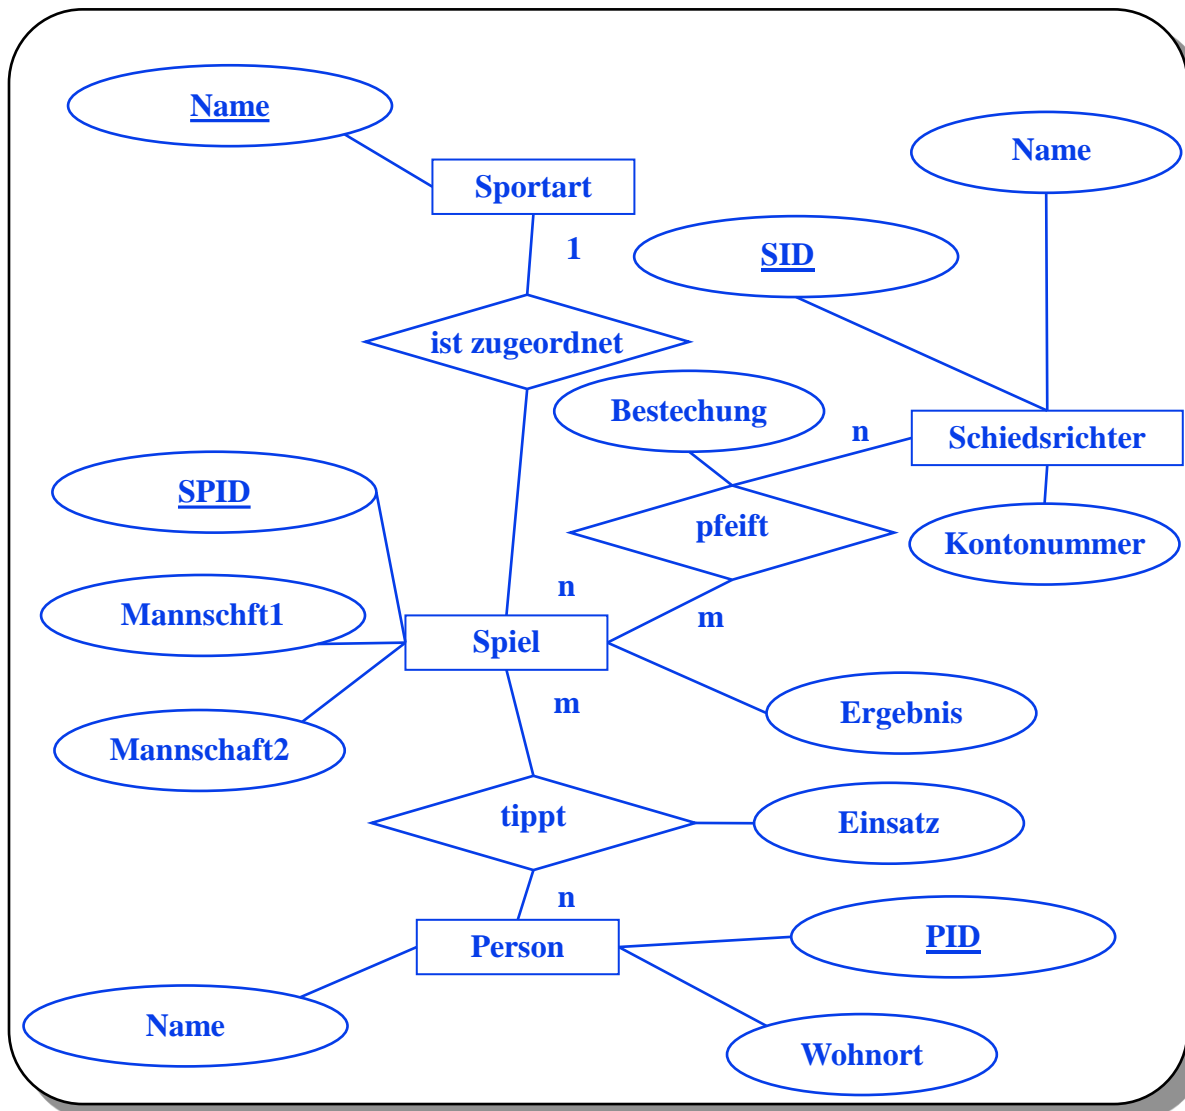 Name
Name
Sportart
1
SID
ist zugeordnet
Bestechung
n
Schiedsrichter
SPID
pfeift
Kontonummer
n
Mannschft1
m
Spiel
m
Ergebnis
Mannschaft2
tippt
Einsatz
n
PID
Person
Name
Wohnort